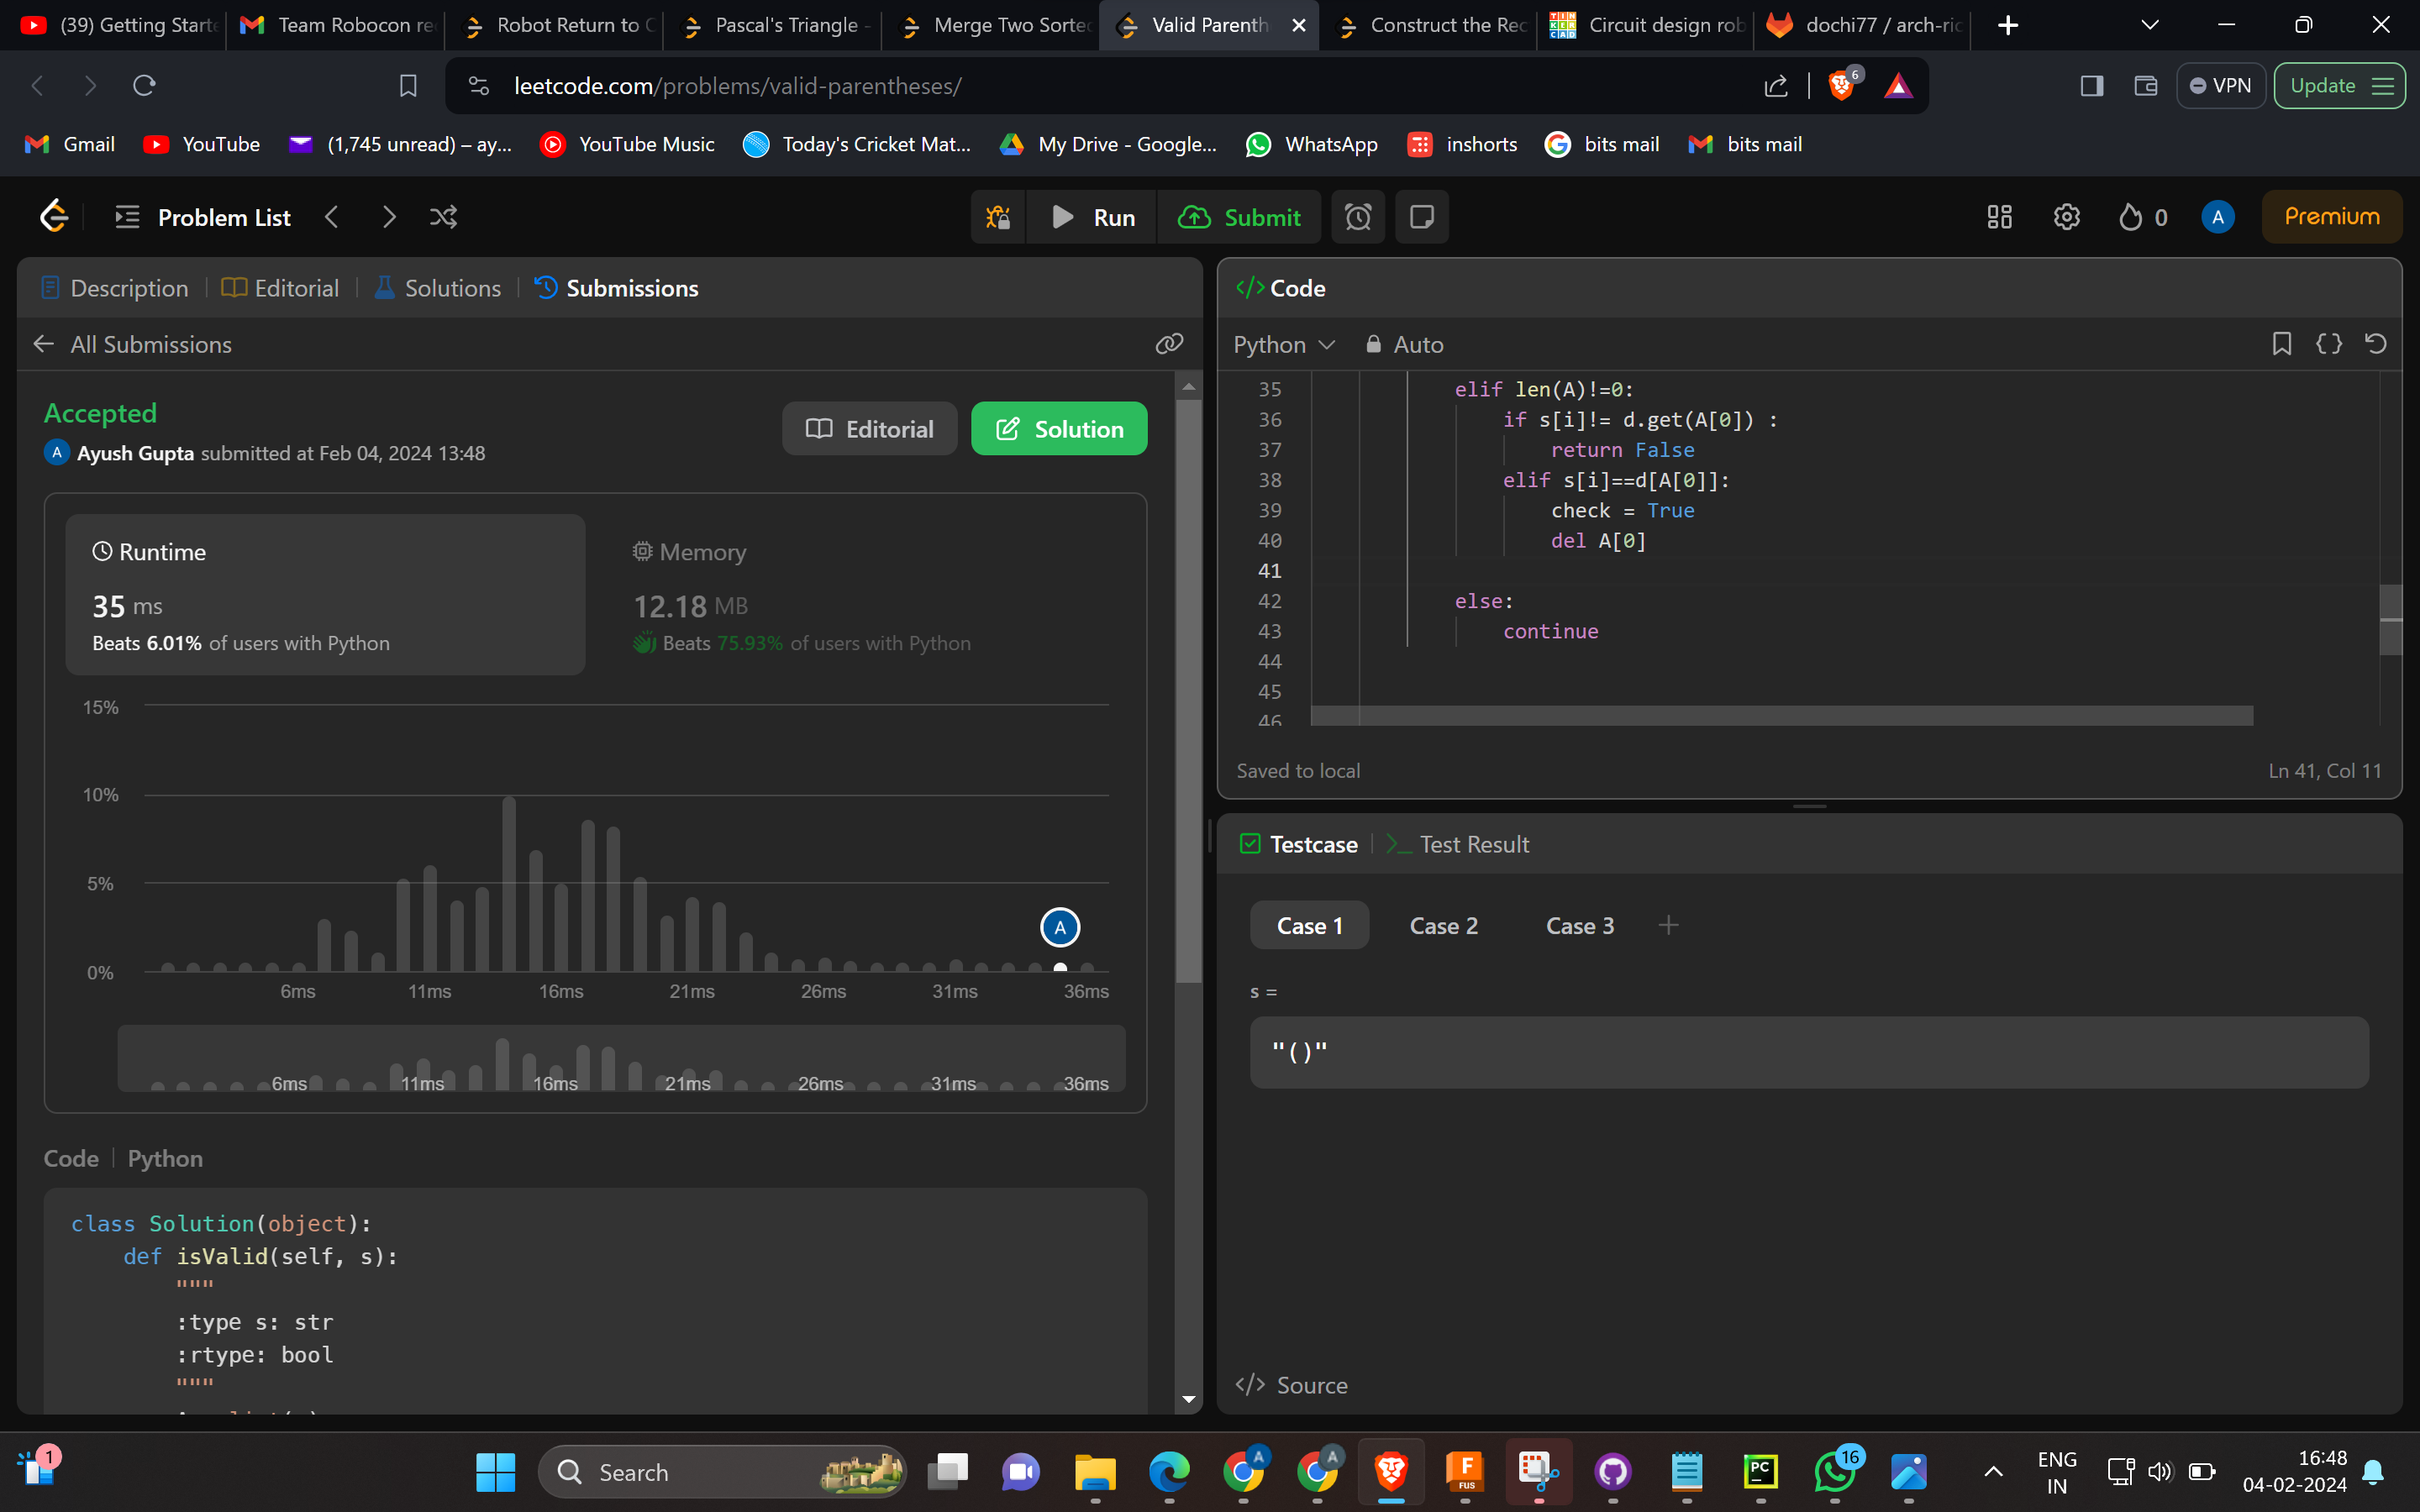 (39) Getting Starte
Team Robocon re
Robot Return to O
Pascal's Triangle -
Merge Two Sorted
Valid Parenth
Construct the Rec
Circuit design rob
dochi77 / arch-ric
leetcode.com/problems/valid-parentheses/
6
VPN
Update
Gmail
YouTube
(1,745 unread) – ay...
YouTube Music
Today's Cricket Mat...
My Drive - Google...
WhatsApp
inshorts
bits mail
bits mail
Problem List
Run
Submit
0
A
Premium
Description
Editorial
Solutions
Submissions
All Submissions
Accepted
A Ayush Gupta submitted at Feb 04, 2024 13:48
Editorial
Solution
Runtime
35 ms
Beats 6.01% of users with Python
Memory
12.18 MB
Beats 75.93% of users with Python
15%
10%
5%
0%
A
6ms 11ms 16ms 21ms 26ms 31ms 36ms
6ms 11ms 16ms 21ms 26ms 31ms 36ms
Code | Python
class Solution(object):
def isValid(self, s):
"""
:type s: str
:rtype: bool
"""
</> Code
Python
Auto
35 elif len(A)!=0:
36 if s[i]!= d.get(A[0]) :
37 return False
38 elif s[i]==d[A[0]]:
39 check = True
40 del A[0]
41
42 else:
43 continue
44
45
46
Saved to local
Ln 41, Col 11
Testcase
Test Result
Case 1
Case 2
Case 3
s =
"()"
</> Source
1
Search
A
A
F
FUS
PC
16
ENG
IN
16:48
04-02-2024